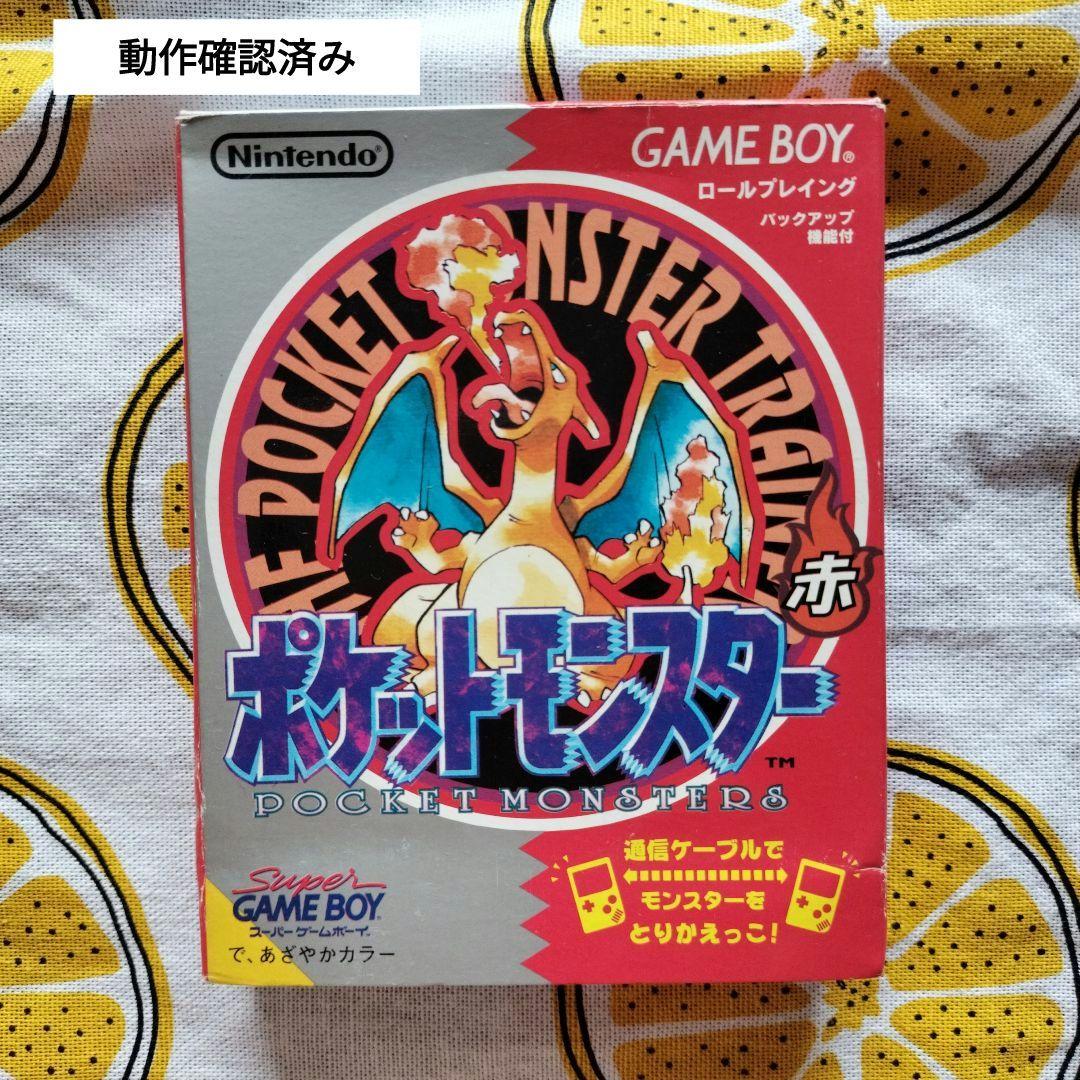 動作確認済み
Nintendo®
GAME BOY®
ロールプレイング
バックアップ
機能付
POCKET MONSTER TRAIN
赤
ポケットモンスター
TM
POCKET MONSTERS
Super
GAME BOY
スーパーゲームボーイ
で、あざやかカラー
通信ケーブルで
モンスターを
とりかえっこ!